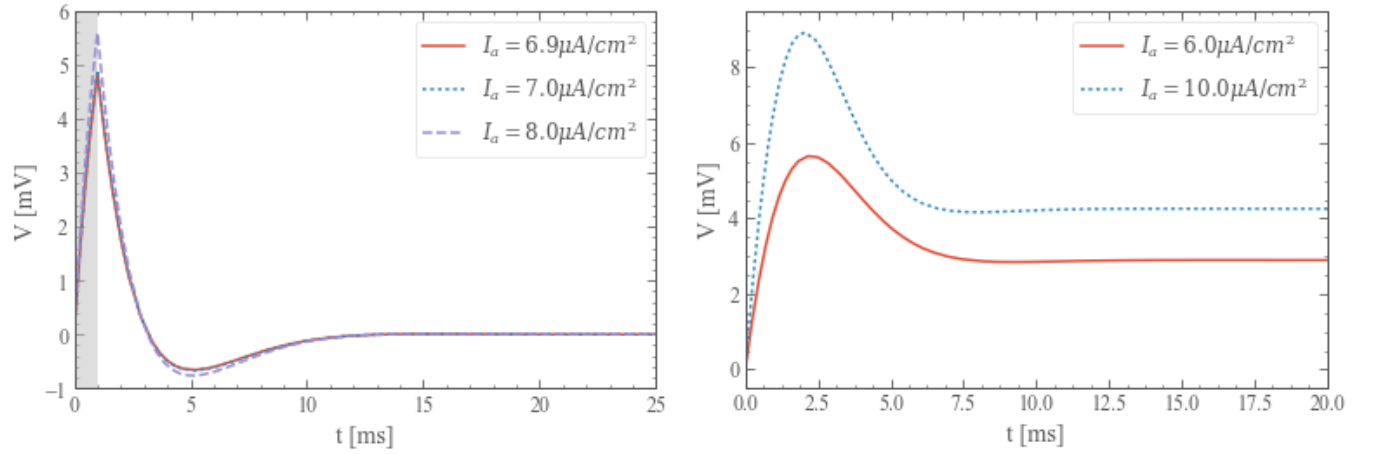 6
5
4
3
2
1
0
−1
V [mV]
I_a = 6.9μA/cm²
I_a = 7.0μA/cm²
I_a = 8.0μA/cm²
0 5 10 15 20 25
t [ms]
8
6
4
2
0
V [mV]
I_a = 6.0μA/cm²
I_a = 10.0μA/cm²
0.0 2.5 5.0 7.5 10.0 12.5 15.0 17.5 20.0
t [ms]